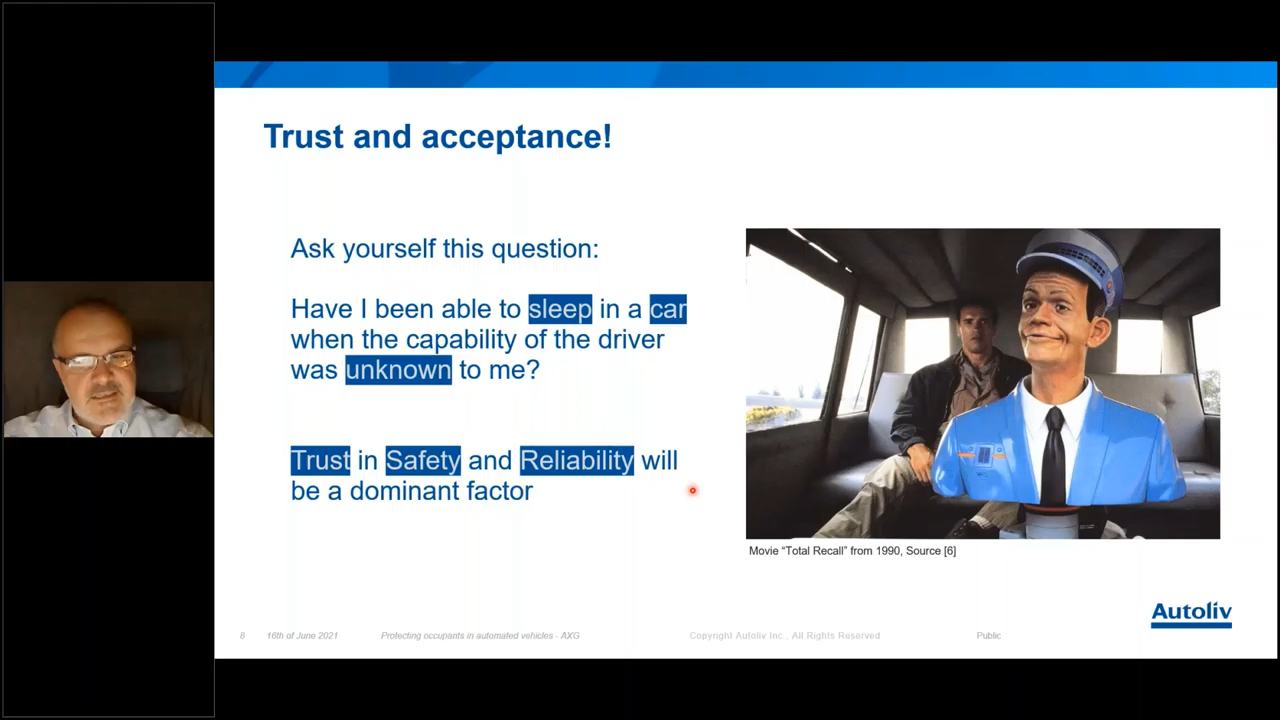 Trust and acceptance!
Ask yourself this question:
Have I been able to sleep in a car
when the capability of the driver
was unknown to me?
Trust in Safety and Reliability will
be a dominant factor
Movie “Total Recall” from 1990, Source [6]
Autoliv
8 16th of June 2021 Protecting occupants in automated vehicles - AXG Copyright Autoliv Inc., All Rights Reserved Public